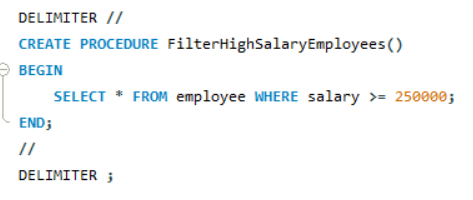 DELIMITER //
CREATE PROCEDURE FilterHighSalaryEmployees()
BEGIN
    SELECT * FROM employee WHERE salary >= 250000;
END;
//
DELIMITER ;